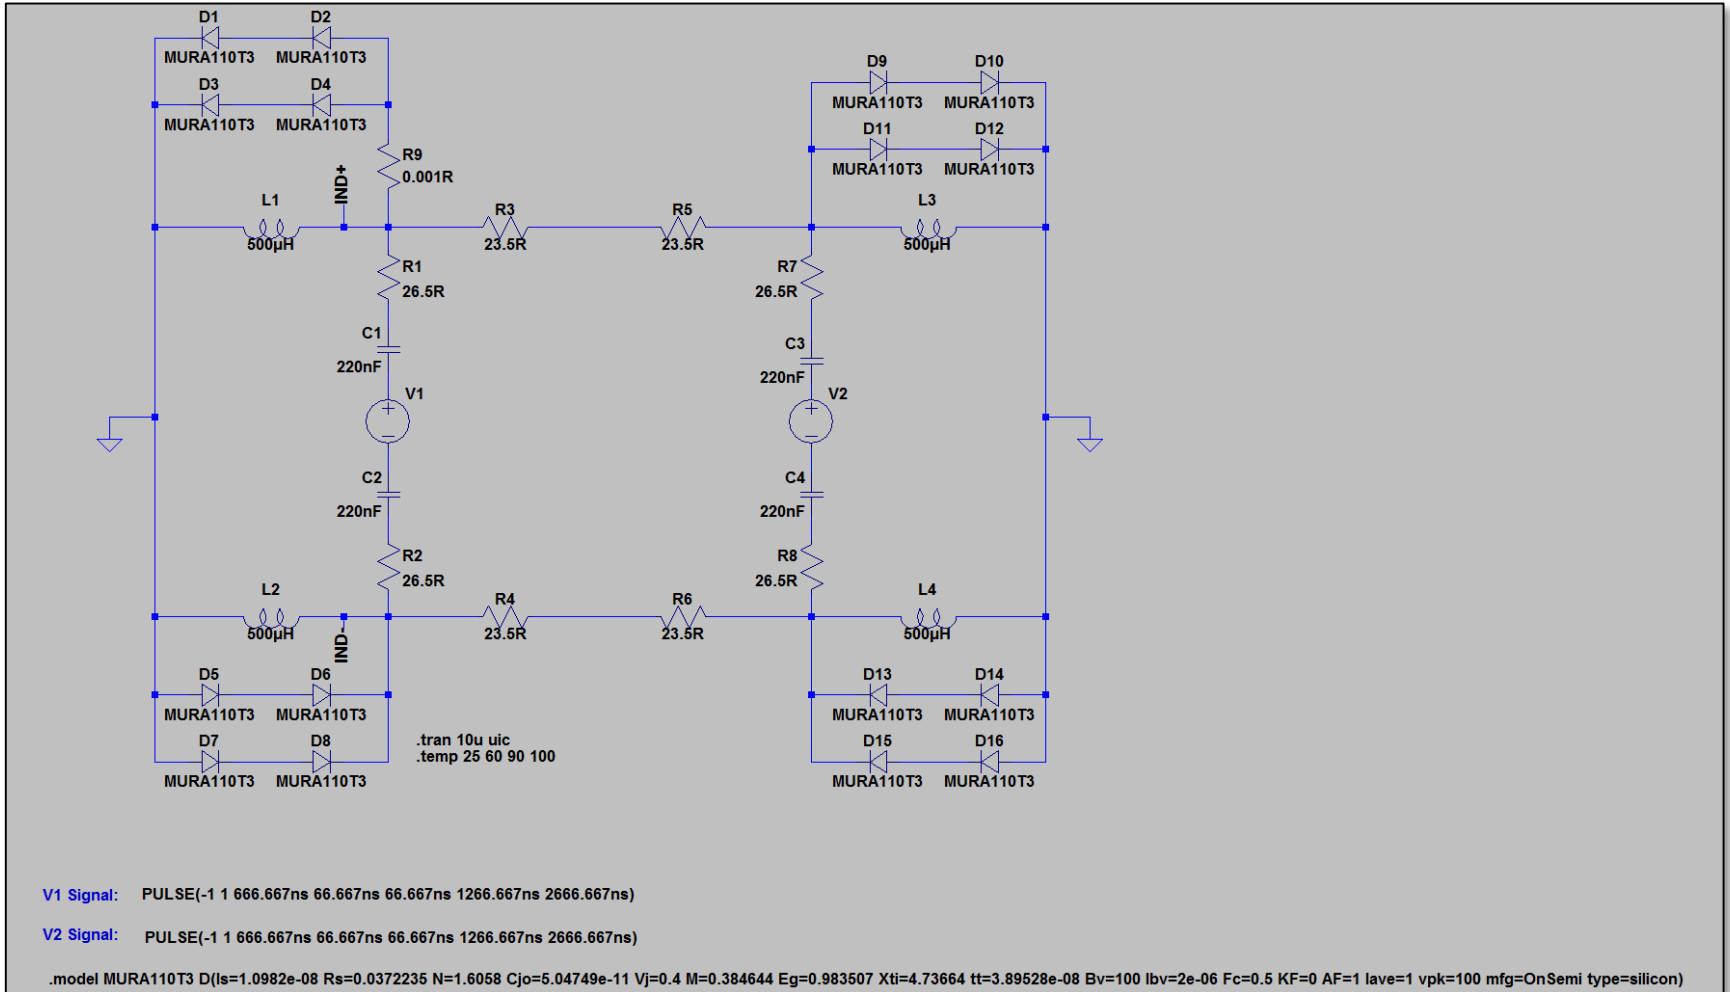 D1 D2
MURA110T3 MURA110T3
D3 D4
MURA110T3 MURA110T3
D9 D10
MURA110T3 MURA110T3
D11 D12
MURA110T3 MURA110T3
R9
0.001R
IND+
L1
500µH
R3
23.5R
R5
23.5R
L3
500µH
R1
26.5R
R7
26.5R
C1
220nF
C3
220nF
V1
V2
C2
220nF
C4
220nF
R2
26.5R
R8
26.5R
L2
500µH
IND-
R4
23.5R
R6
23.5R
L4
500µH
D5 D6
MURA110T3 MURA110T3
D7 D8
MURA110T3 MURA110T3
D13 D14
MURA110T3 MURA110T3
D15 D16
MURA110T3 MURA110T3
.tran 10u uic
.temp 25 60 90 100
V1 Signal: PULSE(-1 1 666.667ns 66.667ns 66.667ns 1266.667ns 2666.667ns)
V2 Signal: PULSE(-1 1 666.667ns 66.667ns 66.667ns 1266.667ns 2666.667ns)
.model MURA110T3 D(Is=1.0982e-08 Rs=0.0372235 N=1.6058 Cjo=5.04749e-11 Vj=0.4 M=0.384644 Eg=0.983507 Xti=4.73664 tt=3.89528e-08 Bv=100 Ibv=2e-06 Fc=0.5 KF=0 AF=1 Iave=1 vpk=100 mfg=OnSemi type=silicon)